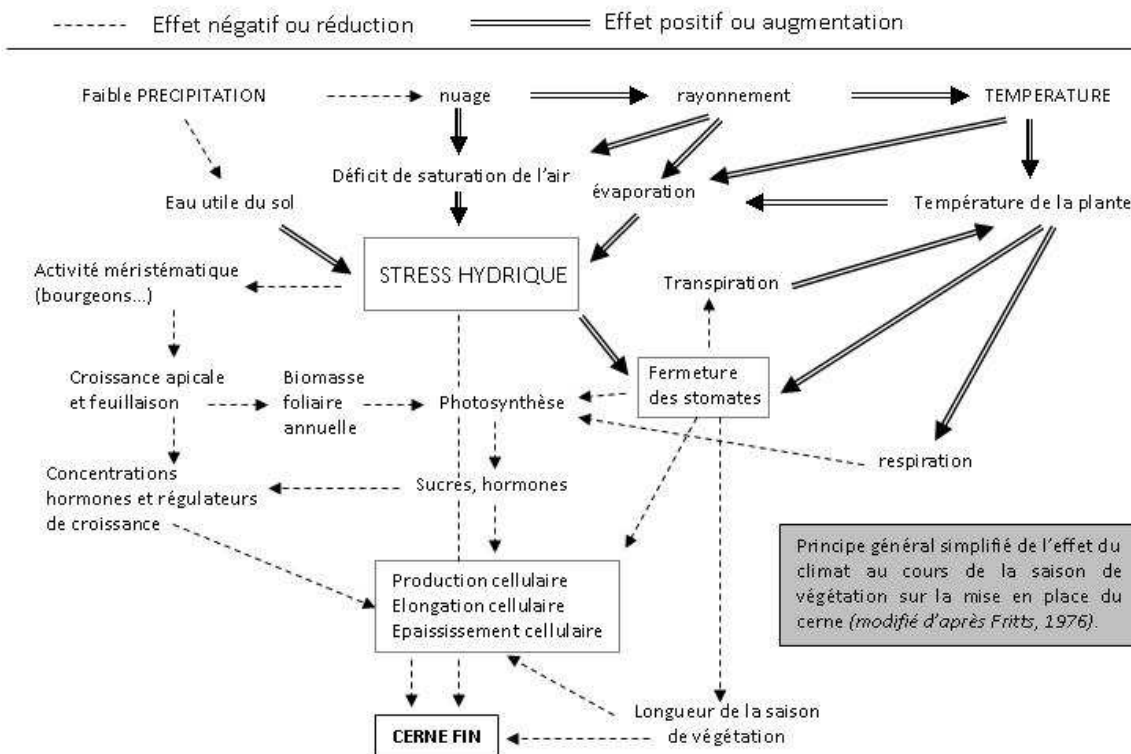 Effet négatif ou réduction
Effet positif ou augmentation
Faible PRECIPITATION
nuage
rayonnement
TEMPERATURE
Déficit de saturation de l'air
évaporation
Eau utile du sol
Température de la plante
Activité méristématique
(bourgeons...)
STRESS HYDRIQUE
Transpiration
Croissance apicale
et feuillaison
Biomasse
foliaire
annuelle
Photosynthèse
Fermeture
des stomates
respiration
Concentrations
hormones et régulateurs
de croissance
Sucres, hormones
Production cellulaire
Elongation cellulaire
Epaississement cellulaire
Principe général simplifié de l'effet du
climat au cours de la saison de
végétation sur la mise en place du
cerne (modifié d'après Fritts, 1976).
Longueur de la saison
de végétation
CERNE FIN